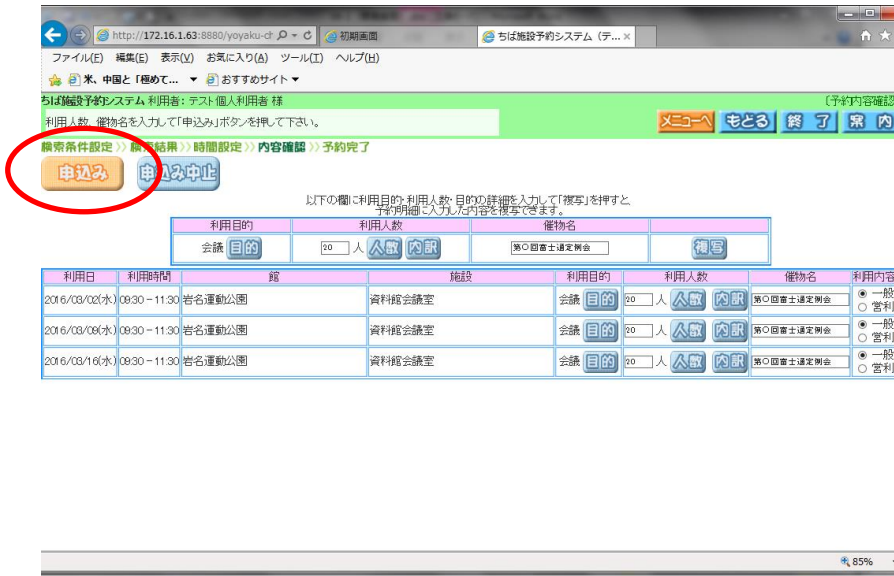 http://172.16.1.63:8880/yoyaku-ch
初期画面
ちば施設予約システム (テ... ×
ファイル(F) 編集(E) 表示(V) お気に入り(A) ツール(T) ヘルプ(H)
米、中国と「極めて... ▼ おすすめサイト ▼
ちば施設予約システム 利用者：テスト個人利用者 様
〔予約内容確認
利用人数、催物名を入力して「申込み」ボタンを押して下さい。
メニューへ もどる 終 了 案 内
検索条件設定 》 検索結果 》 時間設定 》 内容確認 》 予約完了
申込み 申込み中止
以下の欄に利用目的・利用人数・目的の詳細を入力して「複写」を押すと、
予約明細に入力した内容を複写できます。
利用目的 利用人数 催物名
会議 目的 20 人 人数 内訳 第○回富士通定例会 複写
利用日 利用時間 館 施設 利用目的 利用人数 催物名 利用内容
2016/03/02(水) 09:30－11:30 岩名運動公園 資料館会議室 会議 目的 20 人 人数 内訳 第○回富士通定例会 一般
営利
2016/03/09(水) 09:30－11:30 岩名運動公園 資料館会議室 会議 目的 20 人 人数 内訳 第○回富士通定例会 一般
営利
2016/03/16(水) 09:30－11:30 岩名運動公園 資料館会議室 会議 目的 20 人 人数 内訳 第○回富士通定例会 一般
営利
85%